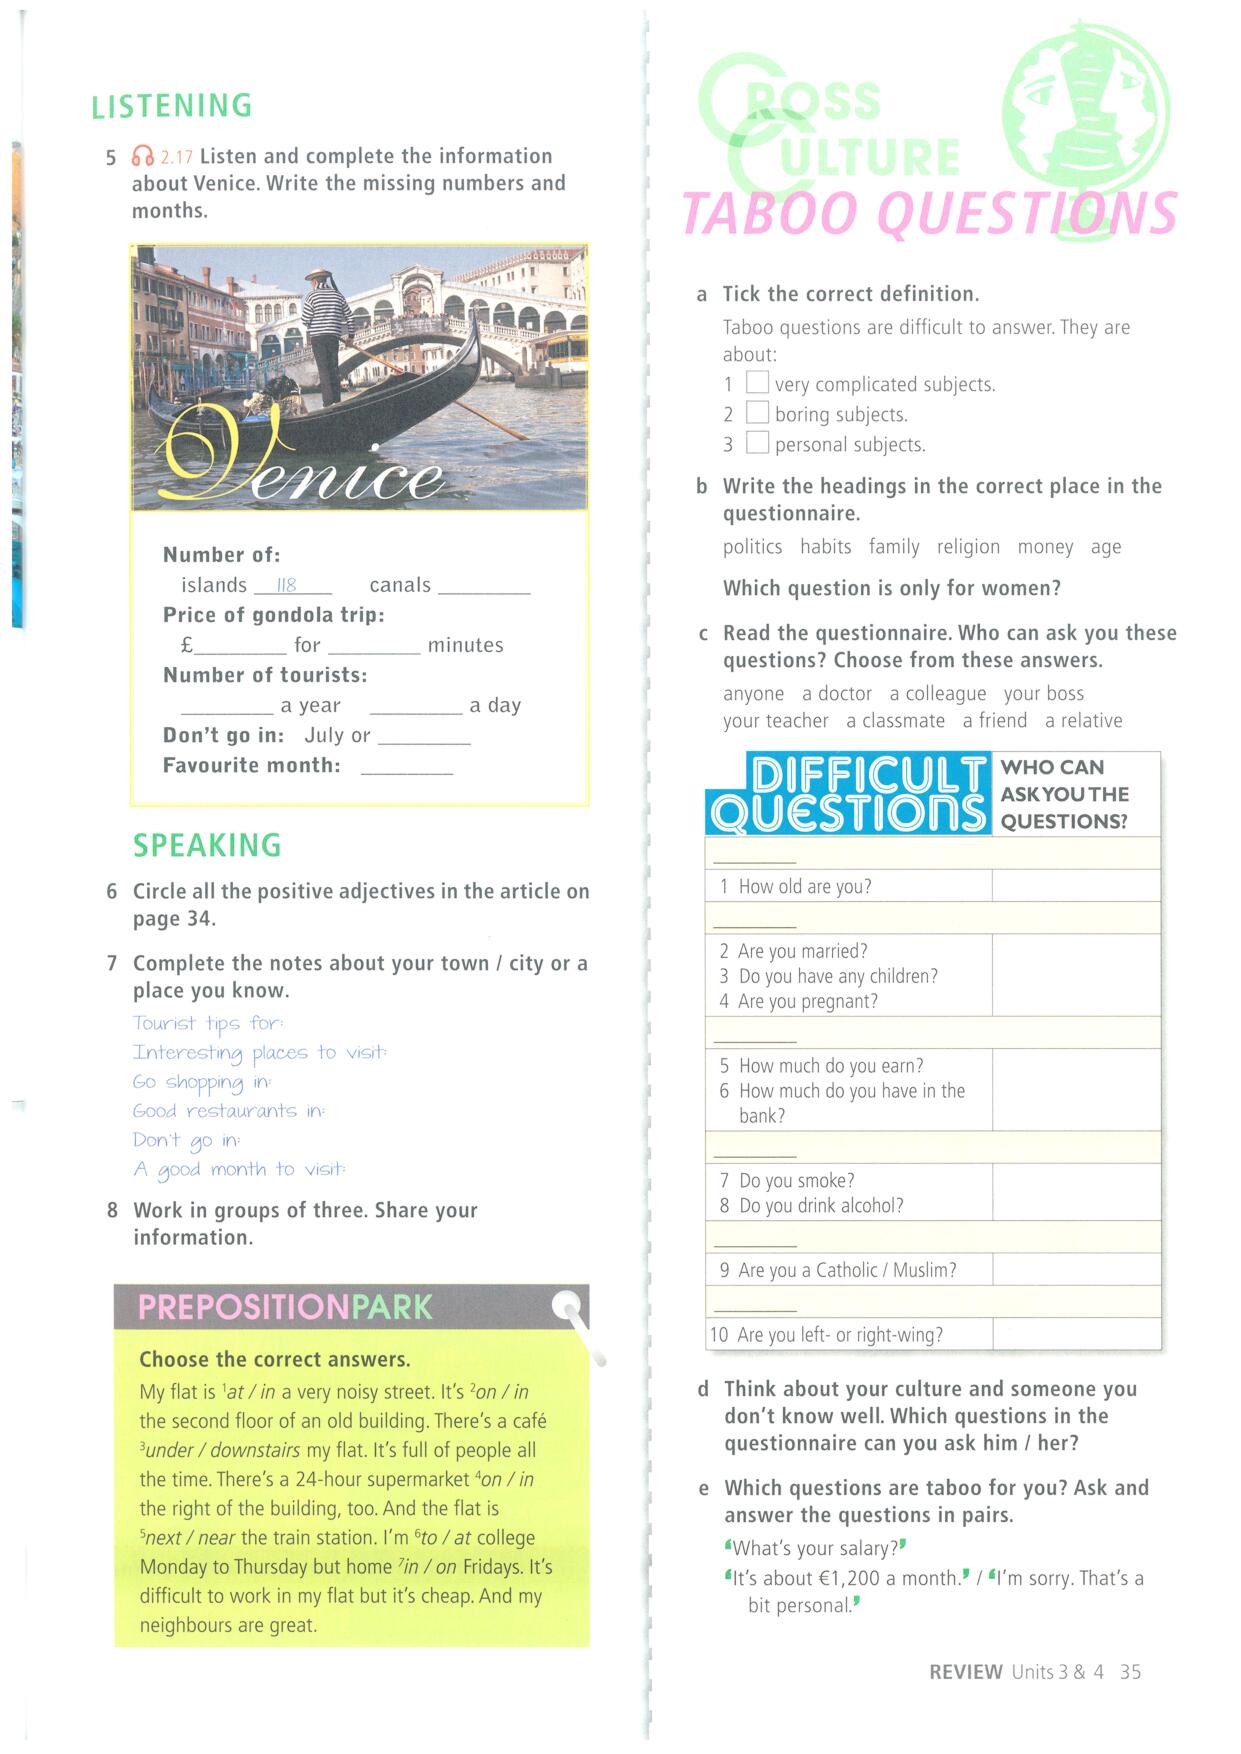 LISTENING
5 2.17 Listen and complete the information
about Venice. Write the missing numbers and
months.
Venice
Number of:
islands 118 canals ________
Price of gondola trip:
£________ for ________ minutes
Number of tourists:
________ a year ________ a day
Don't go in: July or ________
Favourite month: ________
SPEAKING
6 Circle all the positive adjectives in the article on
page 34.
7 Complete the notes about your town / city or a
place you know.
Tourist tips for:
Interesting places to visit:
Go shopping in:
Good restaurants in:
Don't go in:
A good month to visit:
8 Work in groups of three. Share your
information.
PREPOSITIONPARK
Choose the correct answers.
My flat is ¹at / in a very noisy street. It's ²on / in
the second floor of an old building. There's a café
³under / downstairs my flat. It's full of people all
the time. There's a 24-hour supermarket ⁴on / in
the right of the building, too. And the flat is
⁵next / near the train station. I'm ⁶to / at college
Monday to Thursday but home ⁷in / on Fridays. It's
difficult to work in my flat but it's cheap. And my
neighbours are great.
CROSS
CULTURE
TABOO QUESTIONS
a Tick the correct definition.
Taboo questions are difficult to answer. They are
about:
1 □ very complicated subjects.
2 □ boring subjects.
3 □ personal subjects.
b Write the headings in the correct place in the
questionnaire.
politics habits family religion money age
Which question is only for women?
c Read the questionnaire. Who can ask you these
questions? Choose from these answers.
anyone a doctor a colleague your boss
your teacher a classmate a friend a relative
DIFFICULT
QUESTIONS
WHO CAN
ASK YOU THE
QUESTIONS?
________
1 How old are you?
________
2 Are you married?
3 Do you have any children?
4 Are you pregnant?
________
5 How much do you earn?
6 How much do you have in the
bank?
________
7 Do you smoke?
8 Do you drink alcohol?
________
9 Are you a Catholic / Muslim?
________
10 Are you left- or right-wing?
d Think about your culture and someone you
don't know well. Which questions in the
questionnaire can you ask him / her?
e Which questions are taboo for you? Ask and
answer the questions in pairs.
‘What's your salary?’
‘It's about €1,200 a month.’ / ‘I'm sorry. That's a
bit personal.’
REVIEW Units 3 & 4 35